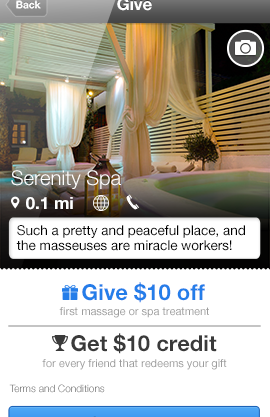 Back
Give
Serenity Spa
0.1 mi
Such a pretty and peaceful place, and
the masseuses are miracle workers!
Give $10 off
first massage or spa treatment
Get $10 credit
for every friend that redeems your gift
Terms and Conditions